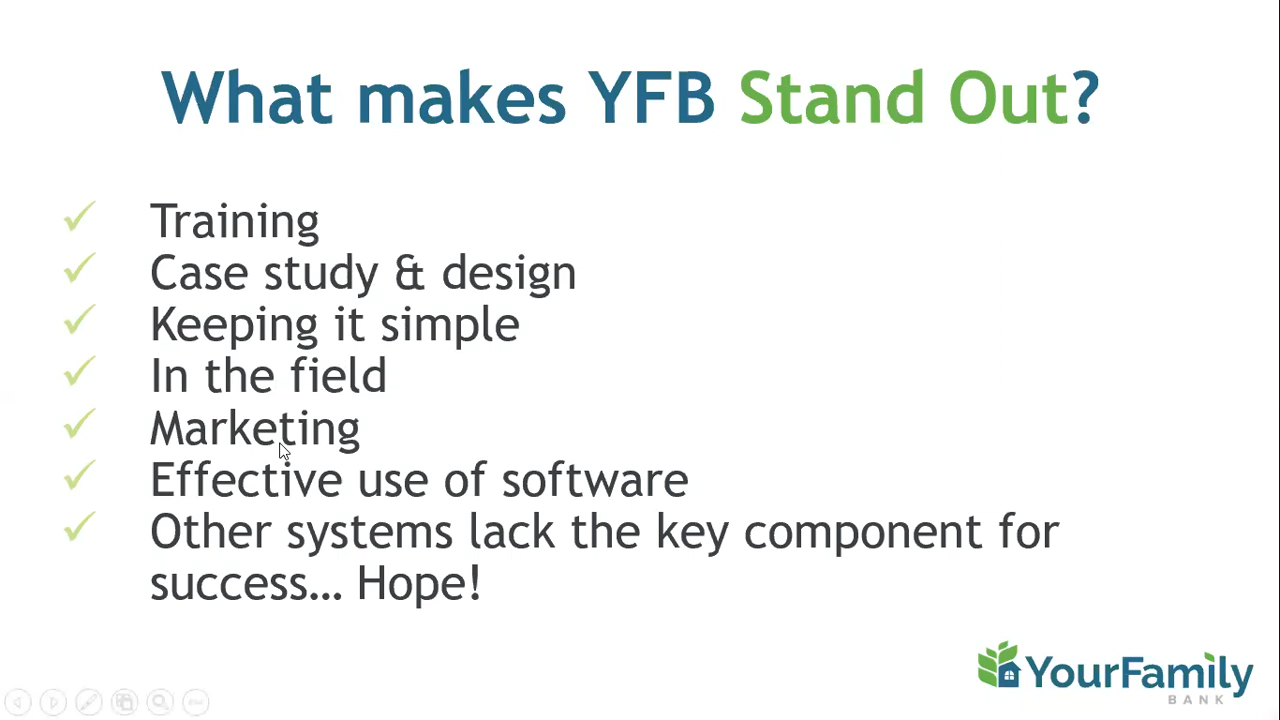 What makes YFB Stand Out?
Training
Case study & design
Keeping it simple
In the field
Marketing
Effective use of software
Other systems lack the key component for
success... Hope!
YourFamily
BANK